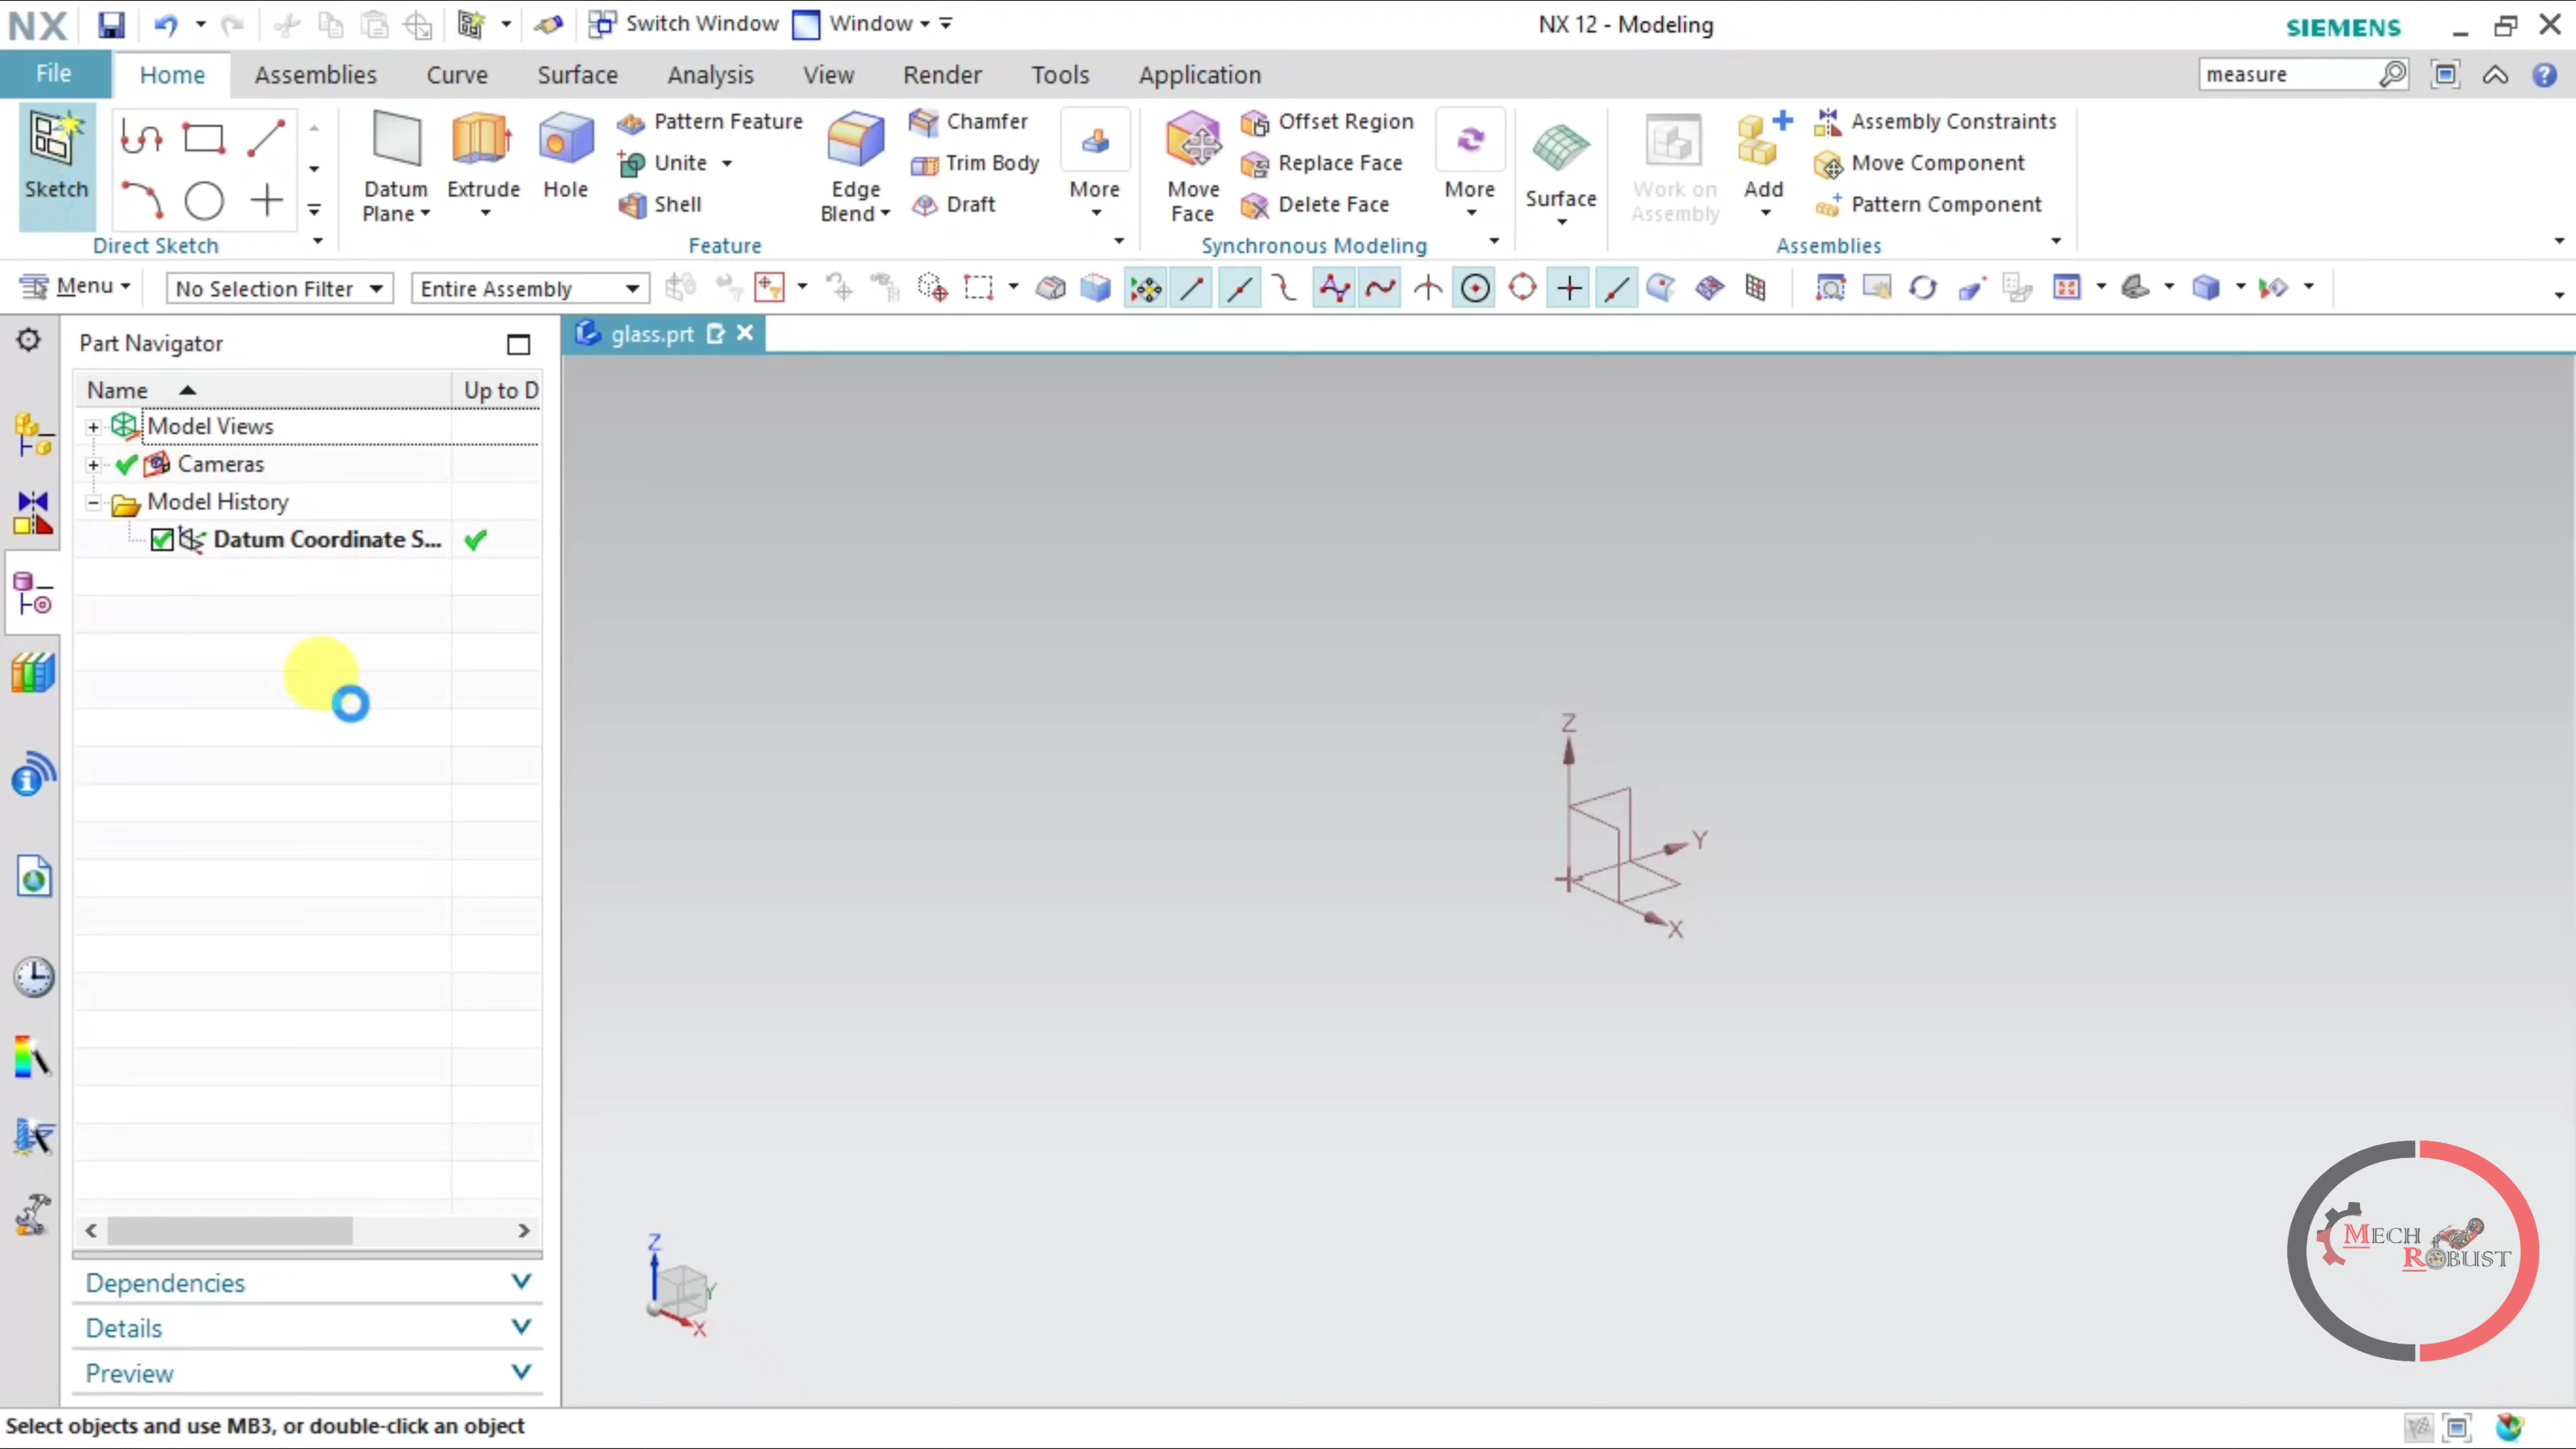 NX Switch Window Window NX 12 - Modeling SIEMENS
File Home Assemblies Curve Surface Analysis View Render Tools Application measure
Sketch
Direct Sketch
Datum Plane
Extrude
Hole
Pattern Feature
Unite
Shell
Edge Blend
Chamfer
Trim Body
Draft
More
Feature
Move Face
Offset Region
Replace Face
Delete Face
More
Synchronous Modeling
Surface
Work on Assembly
Add
Assembly Constraints
Move Component
Pattern Component
Assemblies
Menu No Selection Filter Entire Assembly
Part Navigator
glass.prt
Name Up to D
Model Views
Cameras
Model History
Datum Coordinate S...
Z
Y
X
Z
Y
X
Dependencies
Details
Preview
MECH
ROBUST
Select objects and use MB3, or double-click an object